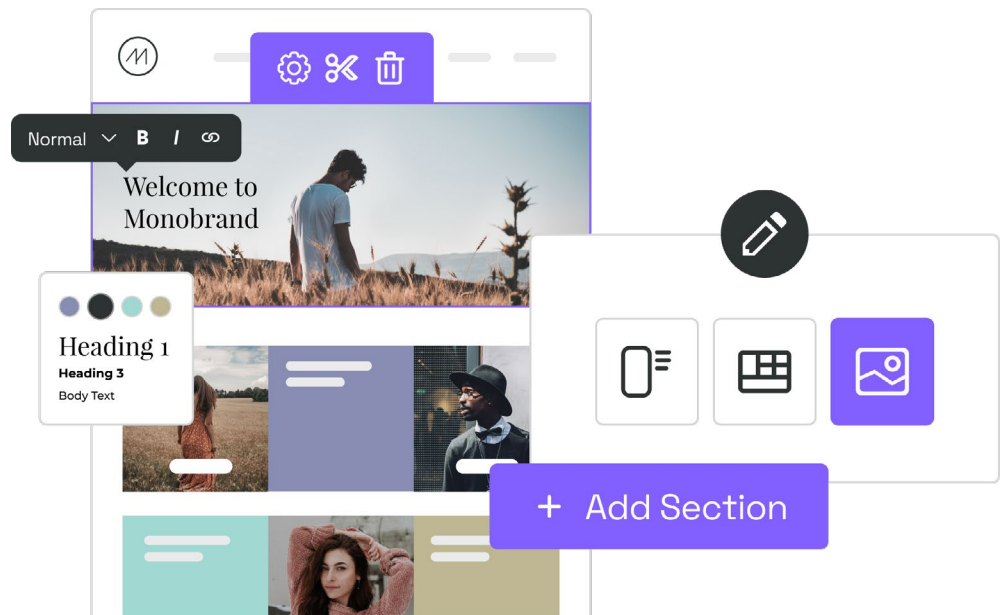 Normal B I
Welcome to
Monobrand
Heading 1
Heading 3
Body Text
+ Add Section